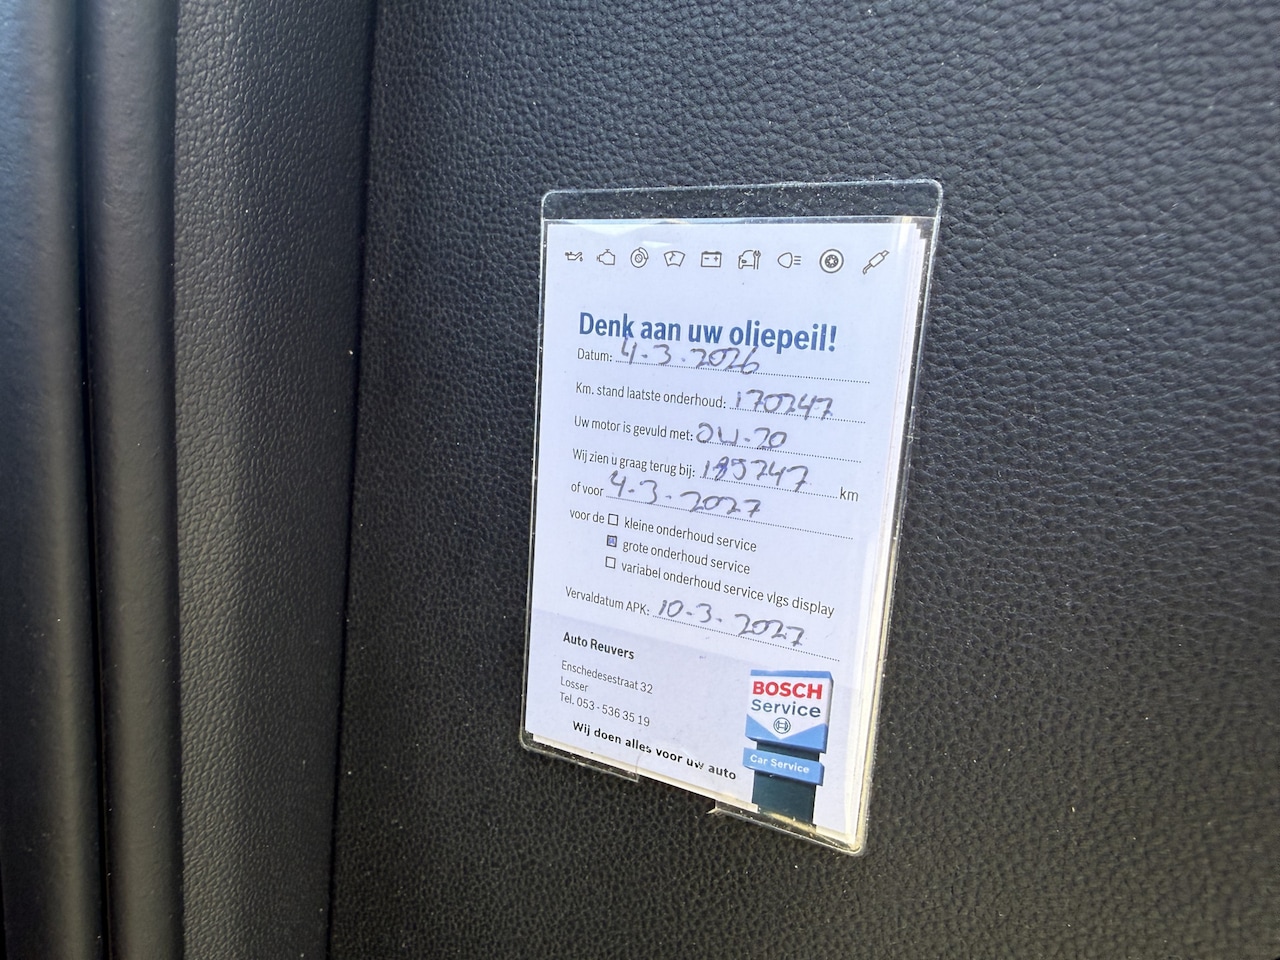 Denk aan uw oliepeil!
Datum: 4-3-2026
Km. stand laatste onderhoud: 170247
Uw motor is gevuld met: 0W-20
Wij zien u graag terug bij: 185247 km
of voor 4-3-2027
voor de kleine onderhoud service
grote onderhoud service
variabel onderhoud service vlgs display
Vervaldatum APK: 10-3-2027
Auto Reuvers
Enschedesestraat 32
Losser
Tel. 053 - 536 35 19
Wij doen alles voor uw auto
BOSCH
Service
Car Service